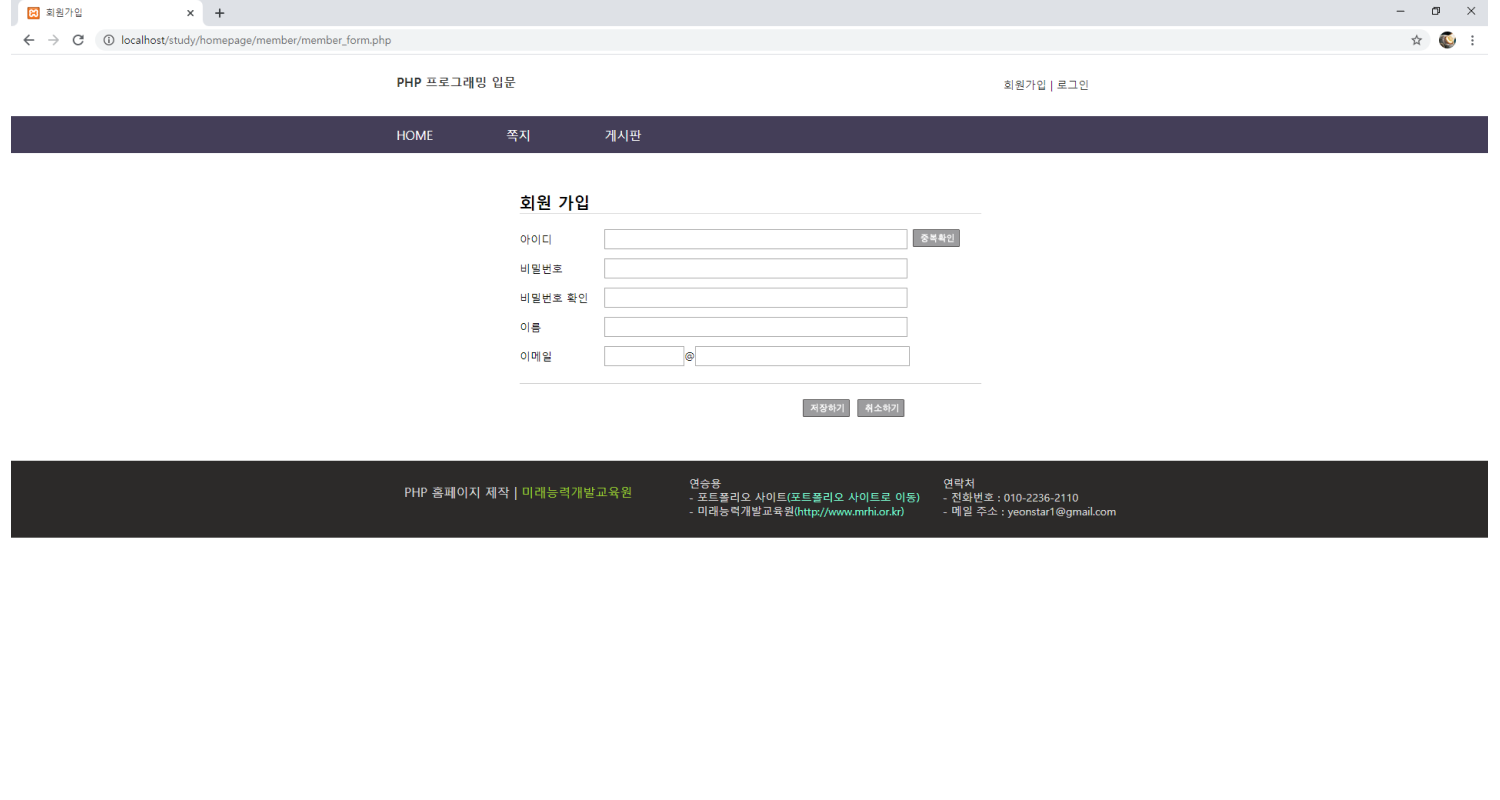 회원가입
localhost/study/homepage/member/member_form.php
PHP 프로그래밍 입문
회원가입 | 로그인
HOME 쪽지 게시판
회원 가입
아이디 중복확인
비밀번호
비밀번호 확인
이름
이메일 @
저장하기 취소하기
PHP 홈페이지 제작 | 미래능력개발교육원
연승용
- 포트폴리오 사이트(포트폴리오 사이트로 이동)
- 미래능력개발교육원(http://www.mrhi.or.kr)
연락처
- 전화번호 : 010-2236-2110
- 메일 주소 : yeonstar1@gmail.com